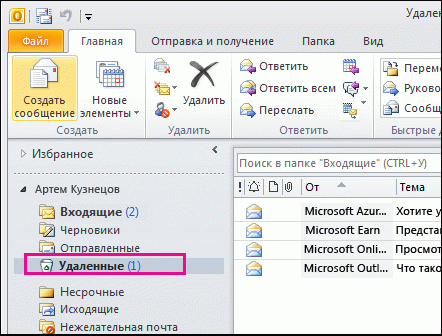 Удален
Файл Главная Отправка и получение Папка Вид
Создать сообщение
Новые элементы
Удалить
Ответить
Ответить всем
Переслать
Переме
Руково
Сообщ
Создать Удалить Ответить Быстрые д
Избранное
Поиск в папке "Входящие" (CTRL+У)
От Тема
Артем Кузнецов
Входящие (2)
Черновики
Отправленные
Удаленные (1)
Несрочные
Исходящие
Нежелательная почта
Microsoft Azur... Хотите у
Microsoft Earn Предста
Microsoft Onli... Просмот
Microsoft Outl... Что тако